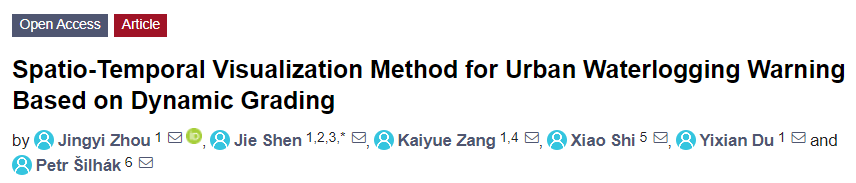 Open Access Article
Spatio-Temporal Visualization Method for Urban Waterlogging Warning
Based on Dynamic Grading
by Jingyi Zhou 1 , Jie Shen 1,2,3,* , Kaiyue Zang 1,4 , Xiao Shi 5 , Yixian Du 1 and
Petr Šilhák 6